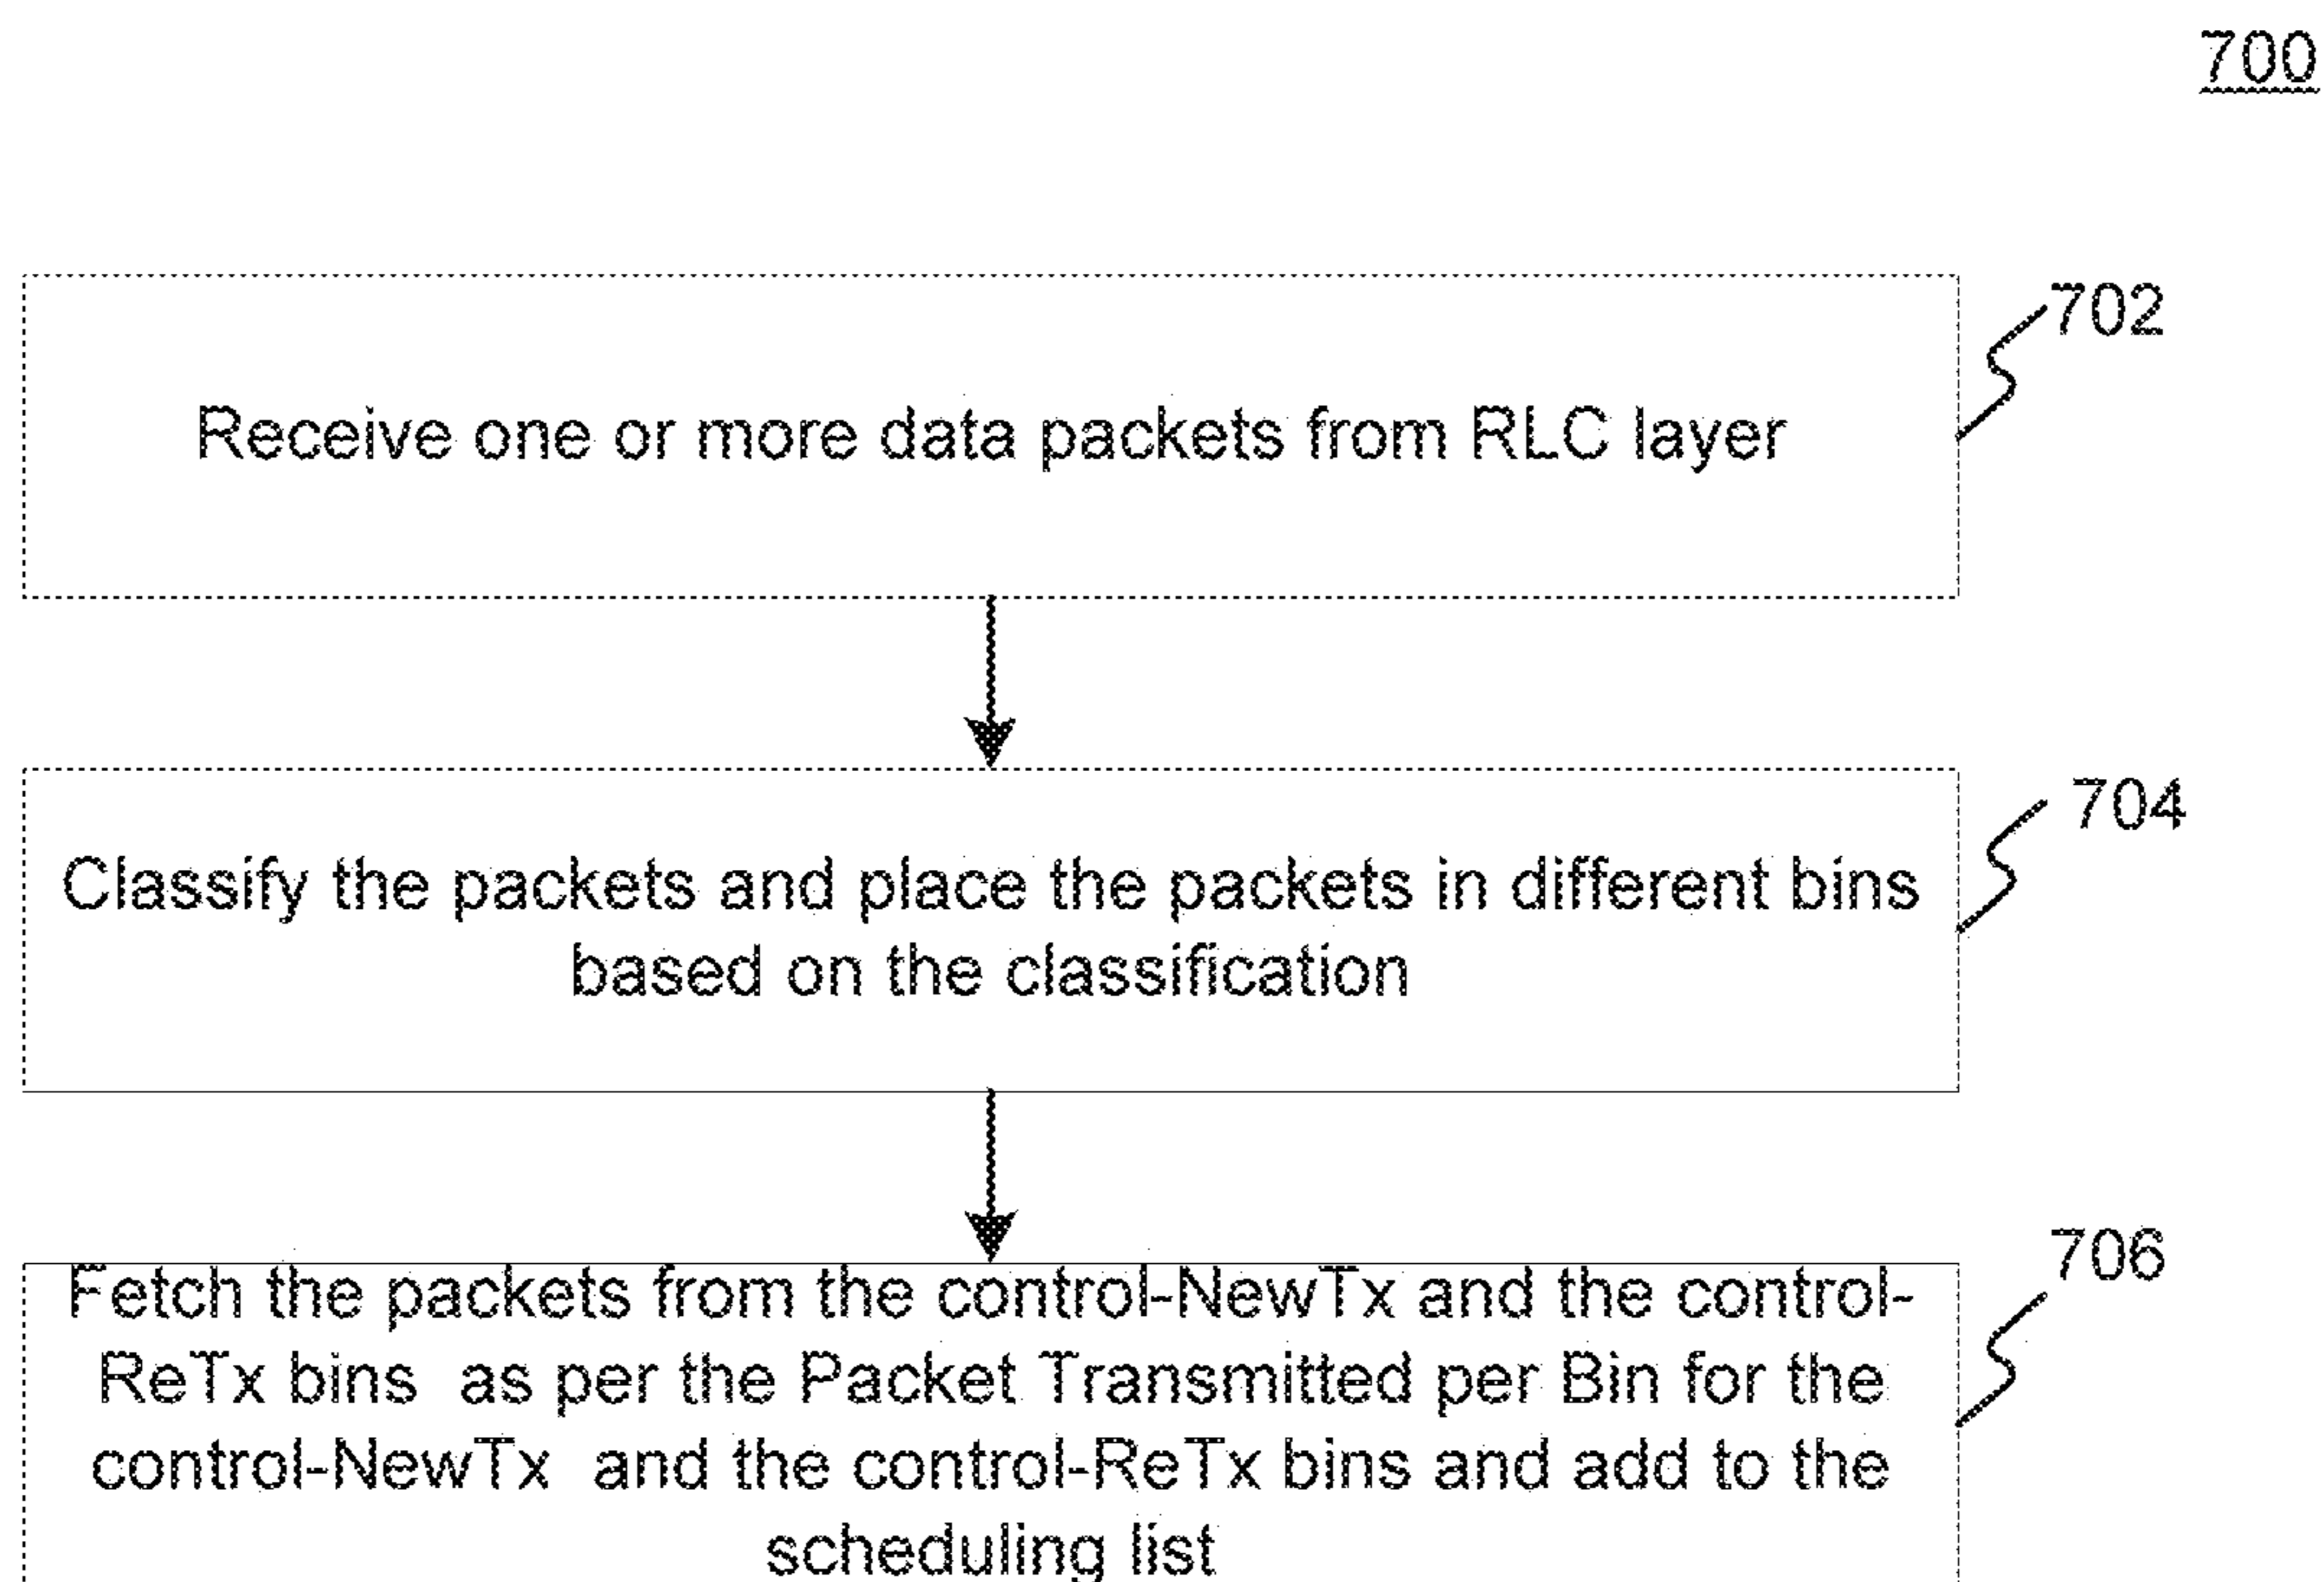 700
702
Receive one or more data packets from RLC layer
704
Classify the packets and place the packets in different bins
based on the classification
706
Fetch the packets from the control-NewTx and the control-
ReTx bins as per the Packet Transmitted per Bin for the
control-NewTx and the control-ReTx bins and add to the
scheduling list